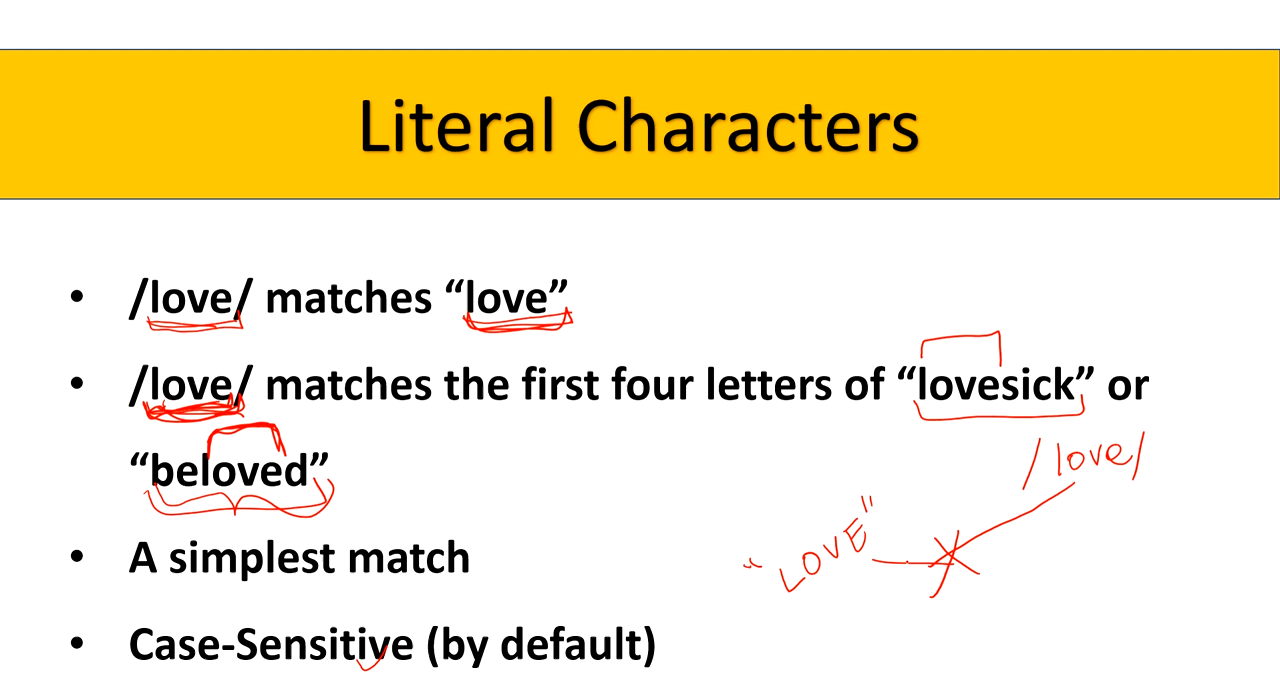 Literal Characters
• /love/ matches “love”
• /love/ matches the first four letters of “lovesick” or
“beloved”
/love/
“LOVE”
• A simplest match
• Case-Sensitive (by default)